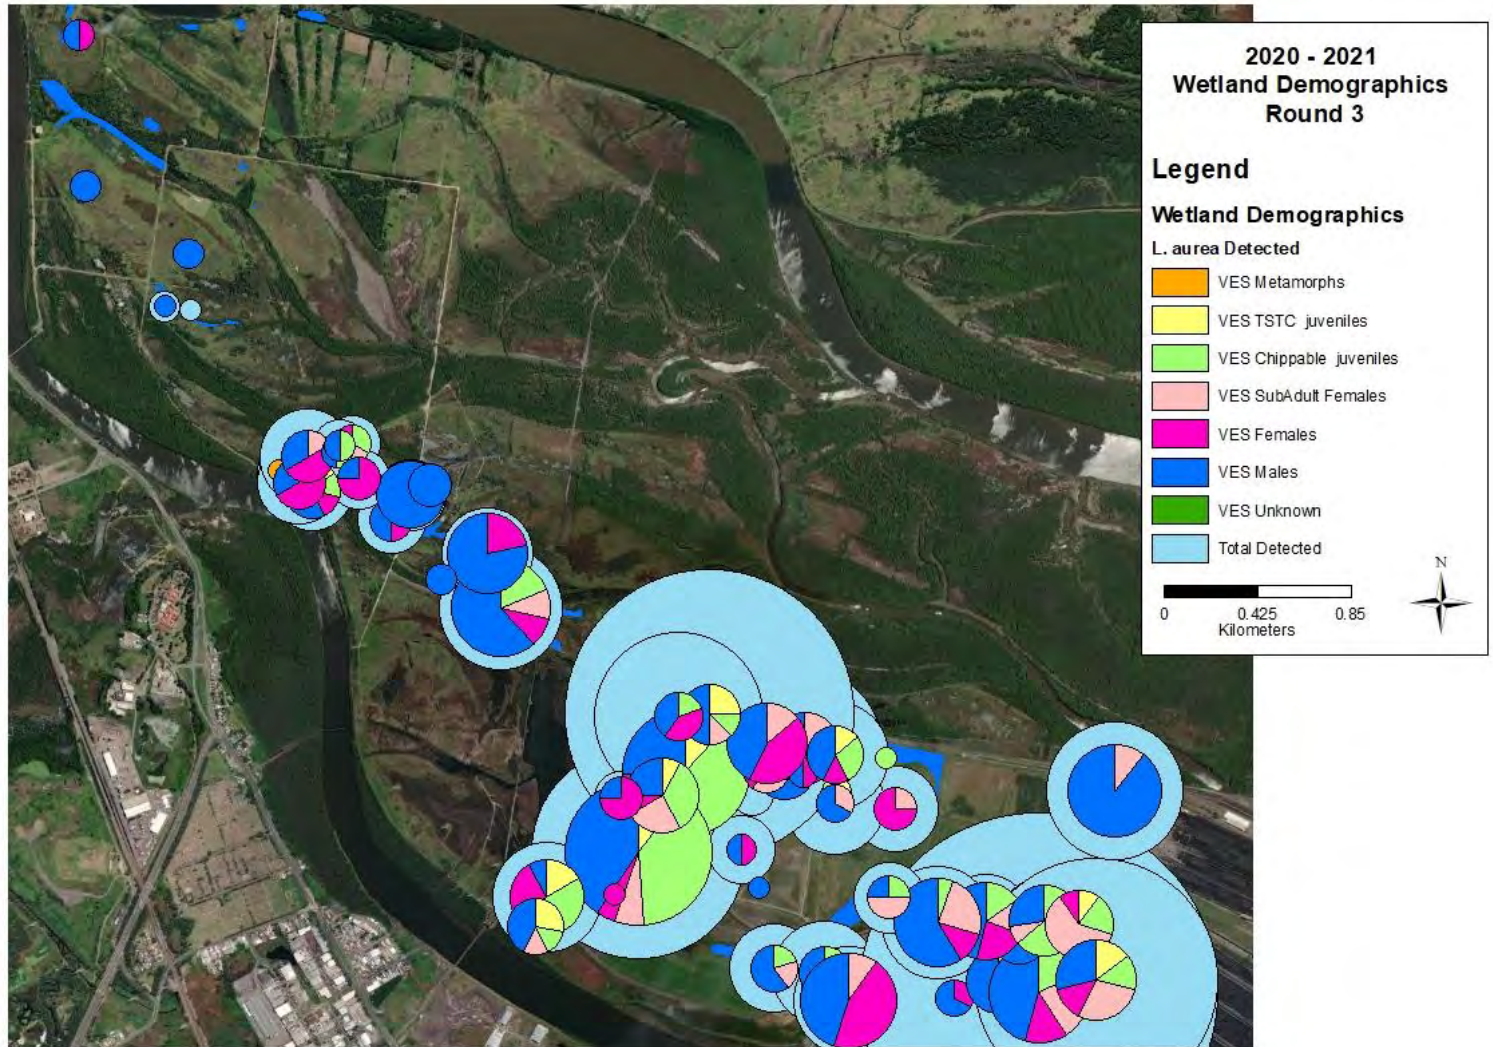 2020 - 2021
Wetland Demographics
Round 3
Legend
Wetland Demographics
L. aurea Detected
VES Metamorphs
VES TSTC juveniles
VES Chippable juveniles
VES SubAdult Females
VES Females
VES Males
VES Unknown
Total Detected
N
0 0.425 0.85
Kilometers